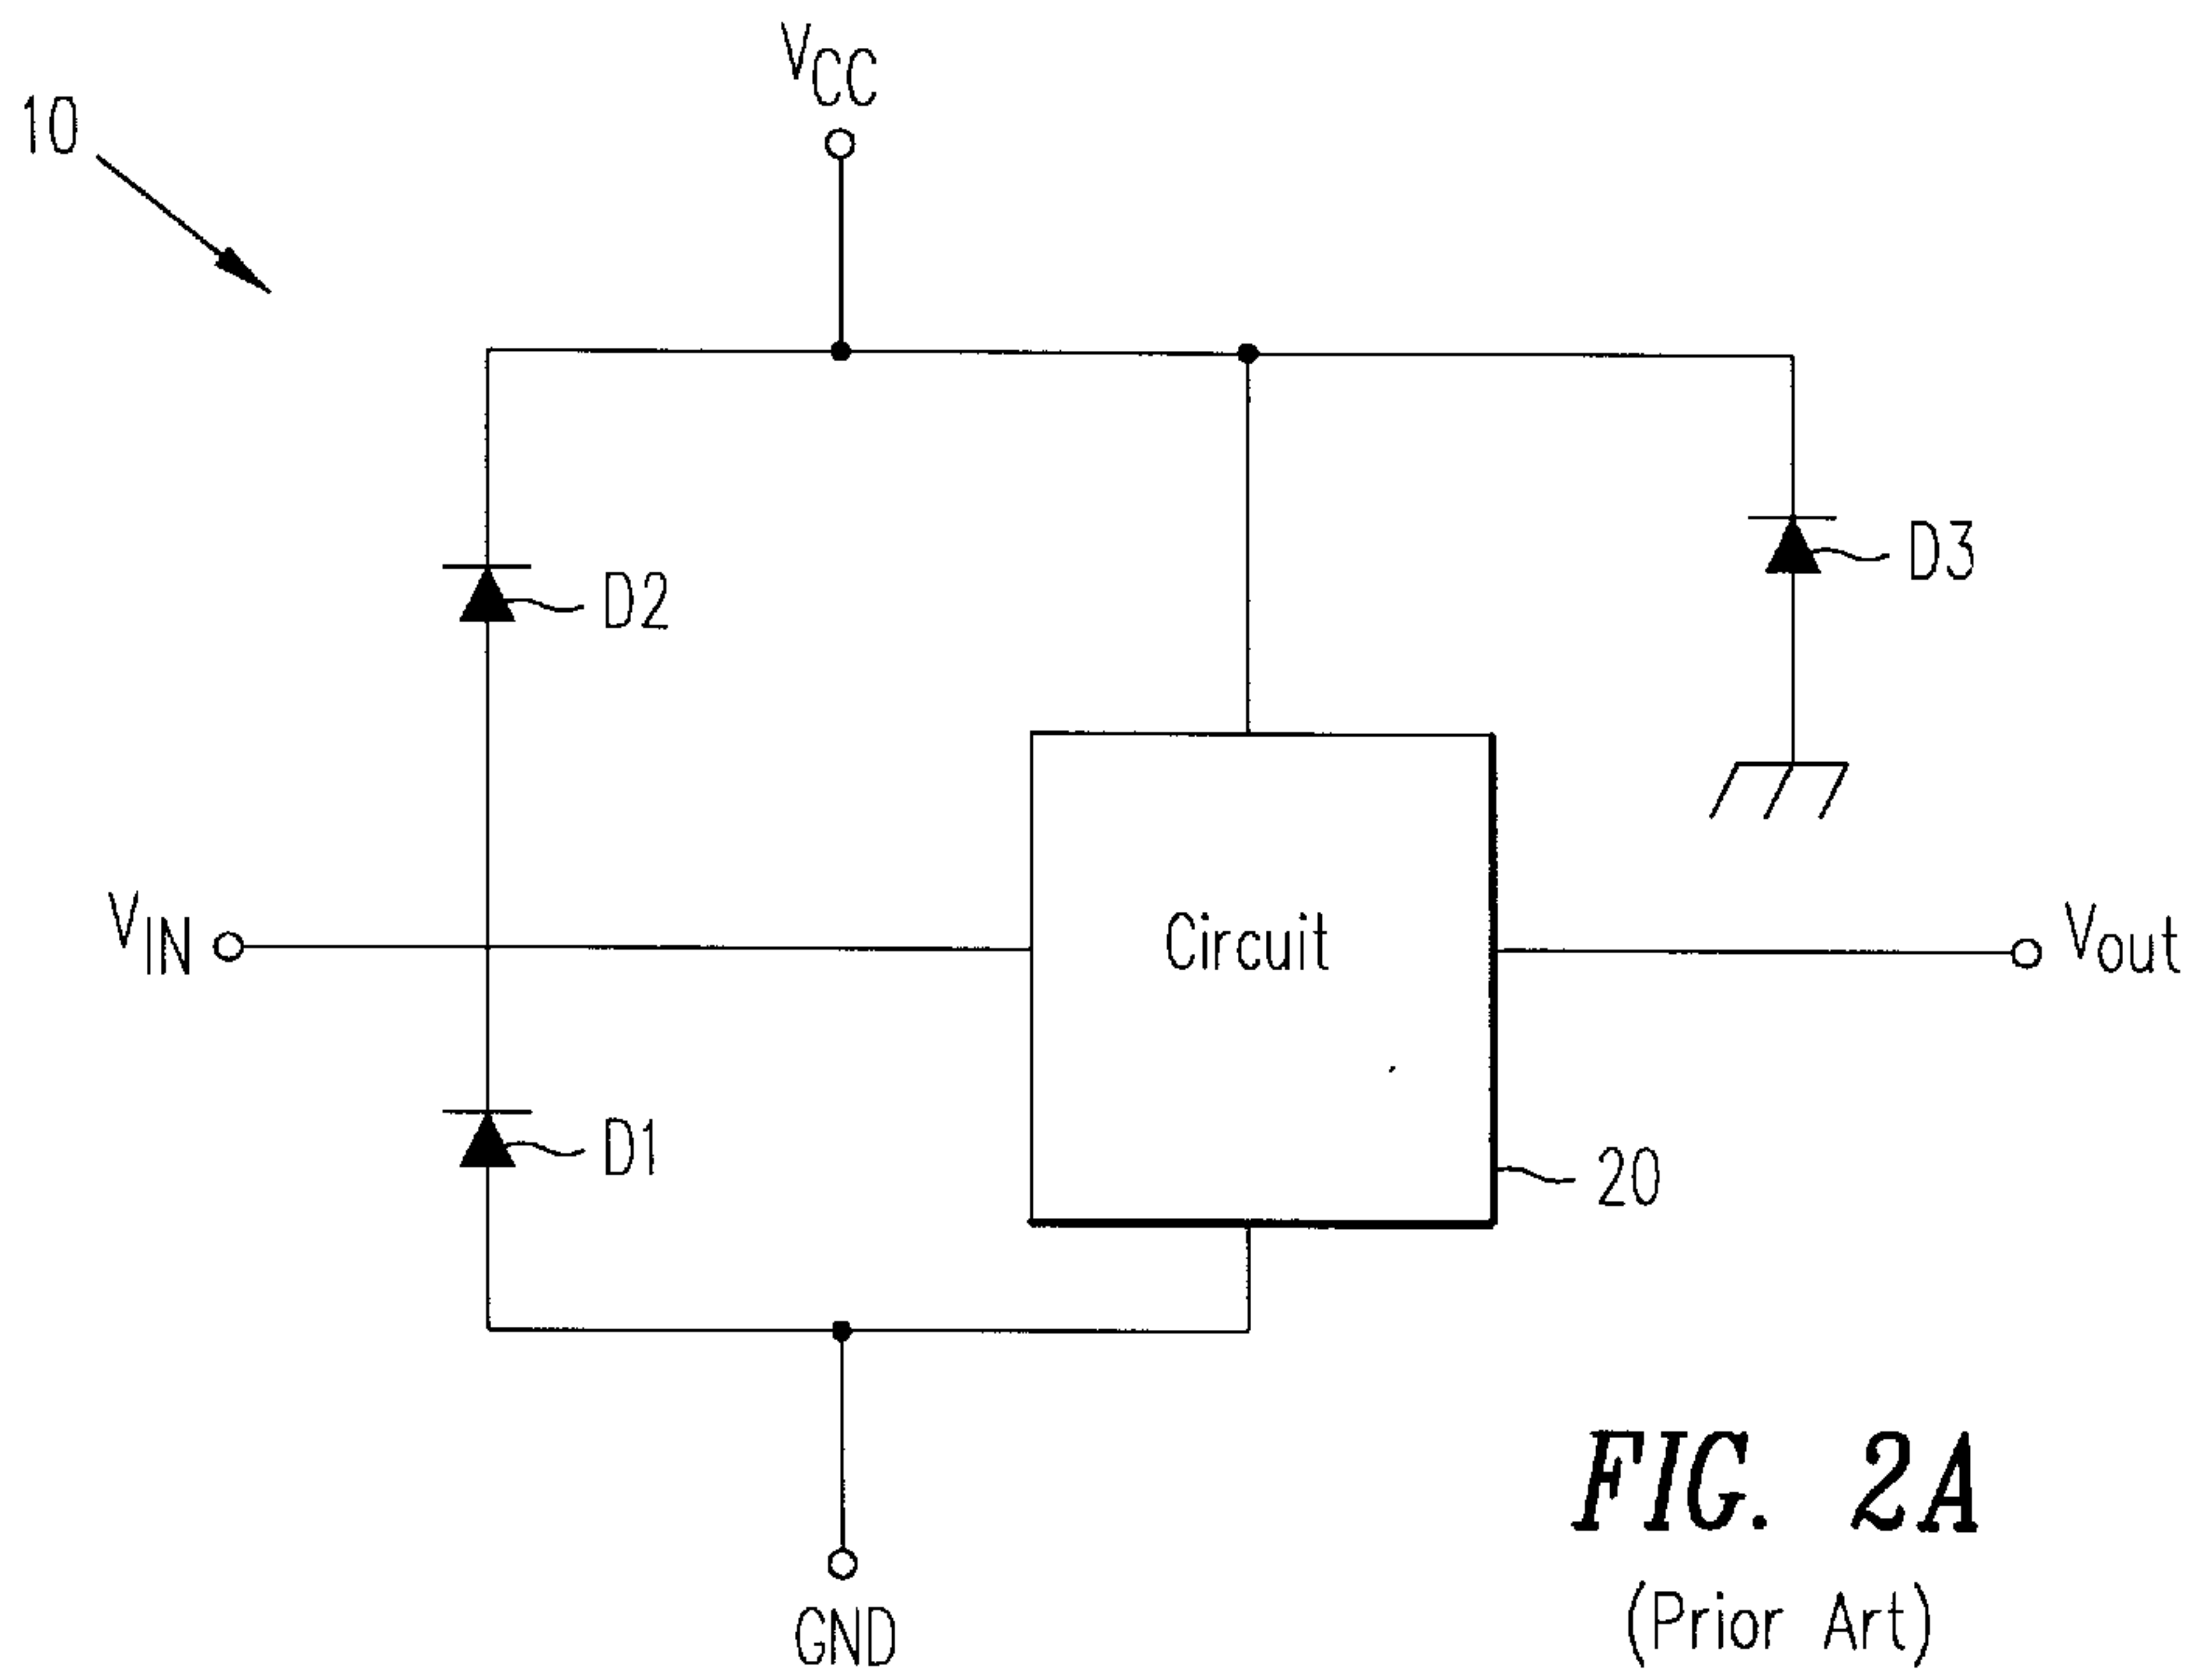 VCC
10
D3
D2
VIN
Circuit
Vout
D1
20
GND
FIG. 2A
(Prior Art)